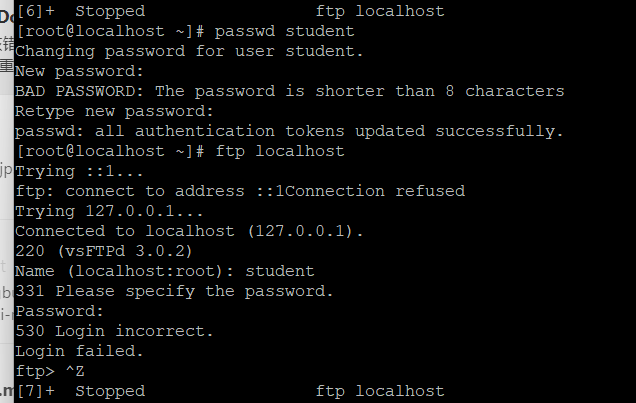 [6]+  Stopped                 ftp localhost
[root@localhost ~]# passwd student
Changing password for user student.
New password:
BAD PASSWORD: The password is shorter than 8 characters
Retype new password:
passwd: all authentication tokens updated successfully.
[root@localhost ~]# ftp localhost
Trying ::1...
ftp: connect to address ::1Connection refused
Trying 127.0.0.1...
Connected to localhost (127.0.0.1).
220 (vsFTPd 3.0.2)
Name (localhost:root): student
331 Please specify the password.
Password:
530 Login incorrect.
Login failed.
ftp> ^Z
[7]+  Stopped                 ftp localhost